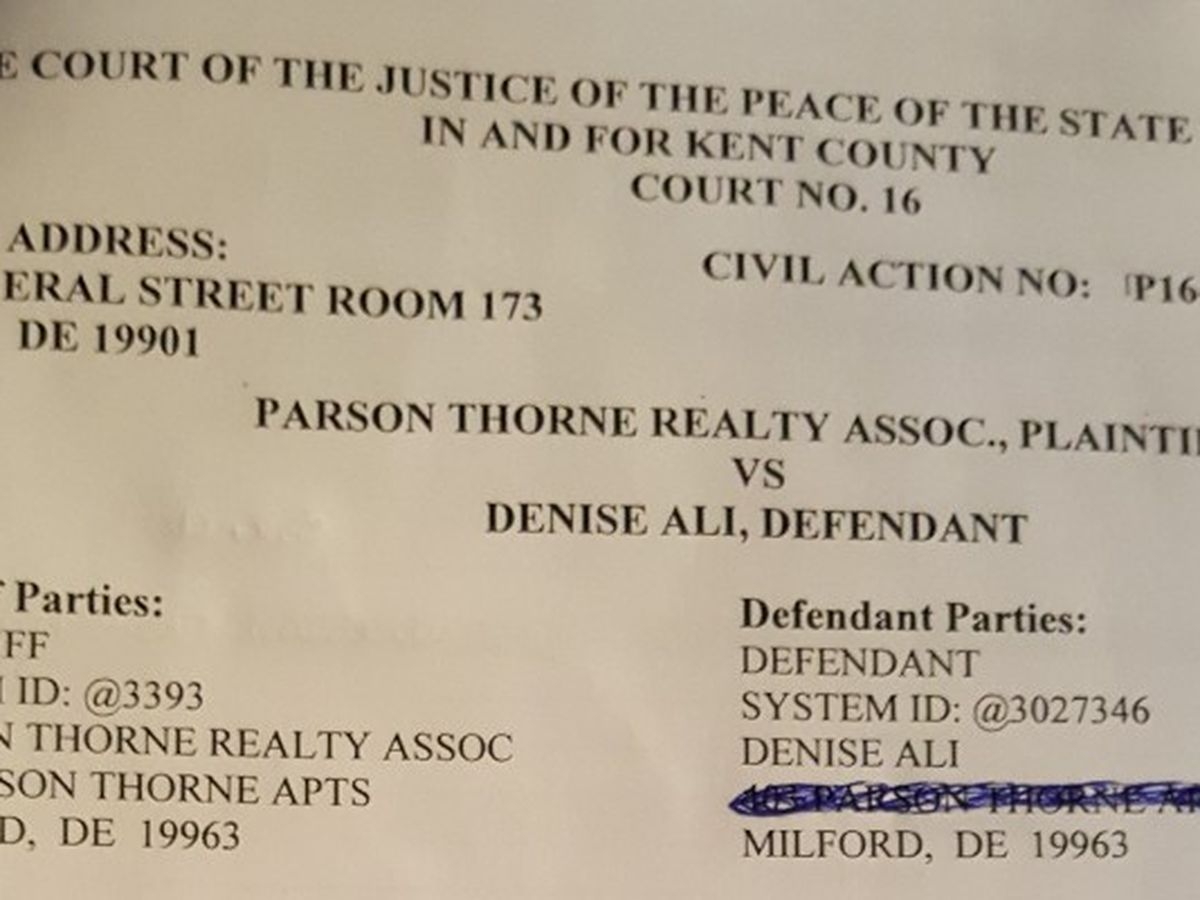 E COURT OF THE JUSTICE OF THE PEACE OF THE STATE
IN AND FOR KENT COUNTY
COURT NO. 16
ADDRESS:
ERAL STREET ROOM 173
DE 19901
CIVIL ACTION NO: JP16-
PARSON THORNE REALTY ASSOC., PLAINTI
VS
DENISE ALI, DEFENDANT
f Parties:
FF
ID: @3393
N THORNE REALTY ASSOC
SON THORNE APTS
D, DE 19963
Defendant Parties:
DEFENDANT
SYSTEM ID: @3027346
DENISE ALI
MILFORD, DE 19963